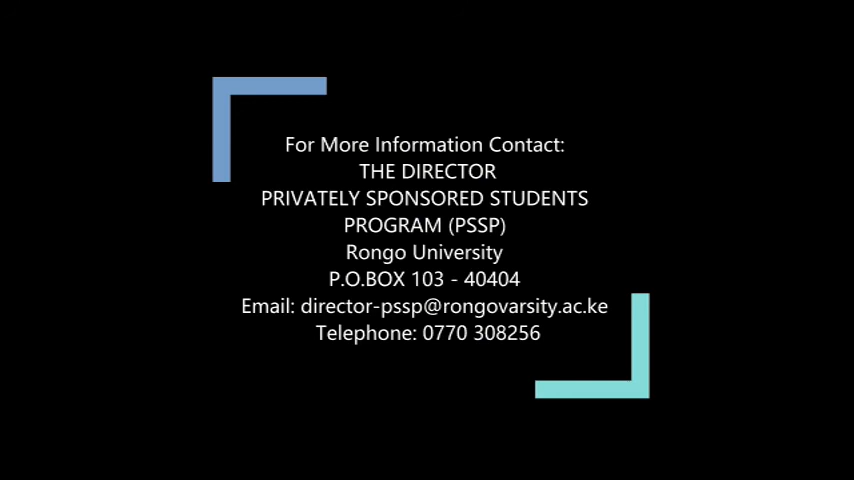 For More Information Contact:
THE DIRECTOR
PRIVATELY SPONSORED STUDENTS
PROGRAM (PSSP)
Rongo University
P.O.BOX 103 - 40404
Email: director-pssp@rongovarsity.ac.ke
Telephone: 0770 308256